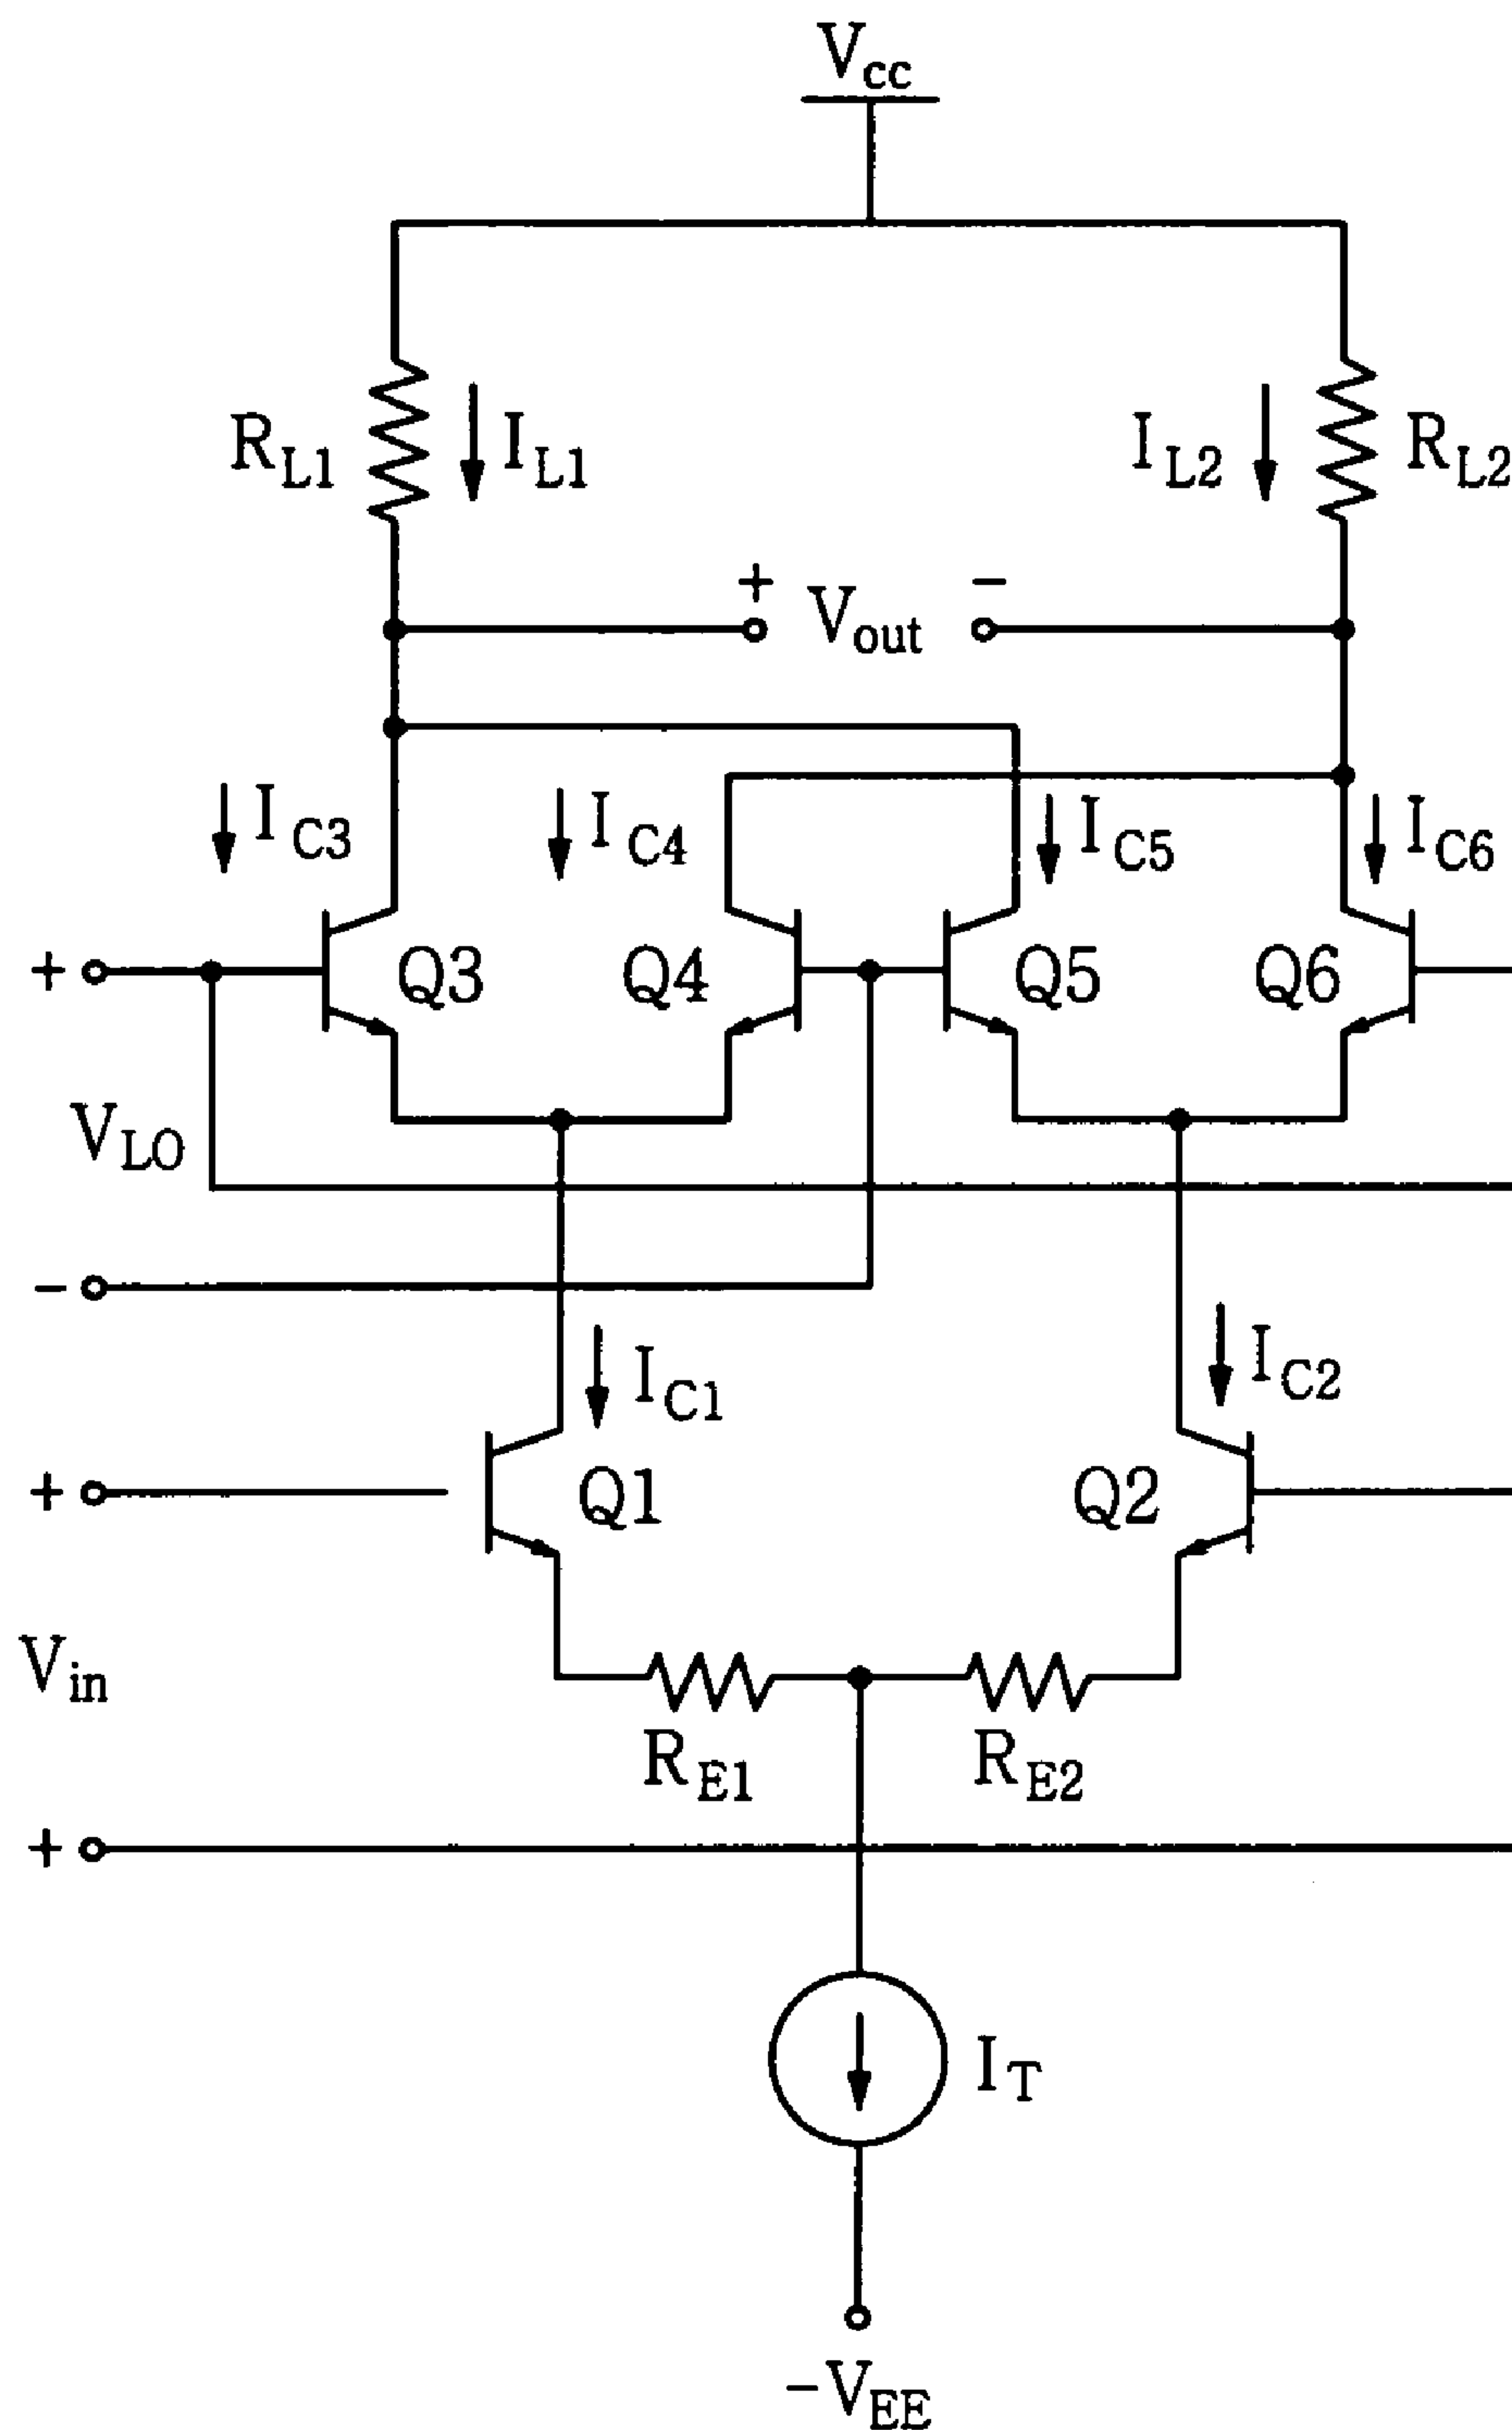 Vcc
RL1 IL1 IL2 RL2
+ Vout -
IC3 IC4 IC5 IC6
+ Q3 Q4 Q5 Q6
VLO
-
IC1 IC2
+ Q1 Q2
Vin
RE1 RE2
+
IT
-VEE